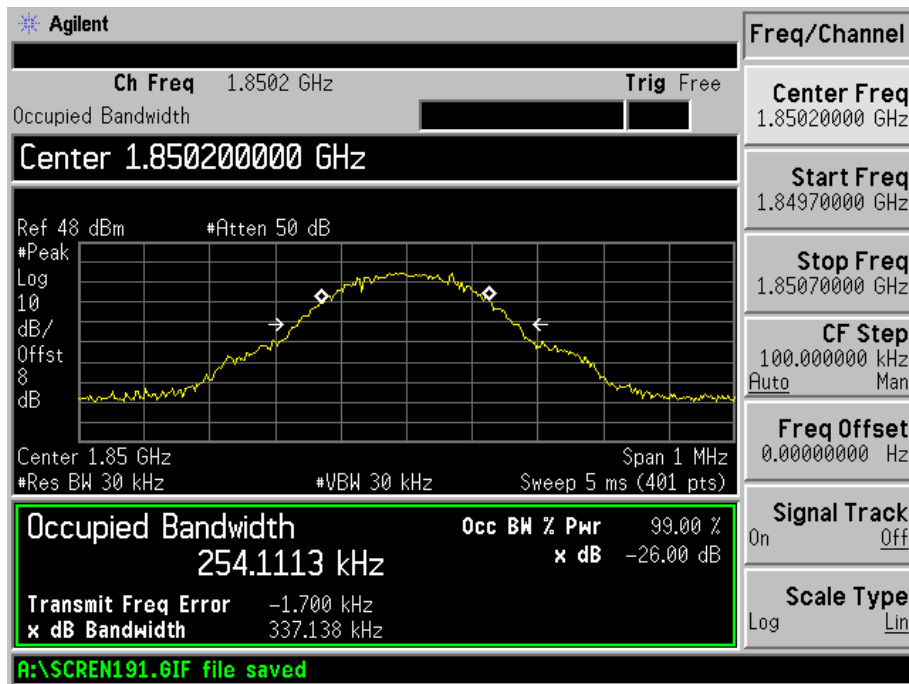 Agilent
Ch Freq 1.8502 GHz Trig Free
Occupied Bandwidth
Center 1.850200000 GHz
Ref 48 dBm #Atten 50 dB
#Peak
Log
10
dB/
Offst
8
dB
Center 1.85 GHz Span 1 MHz
#Res BW 30 kHz #VBW 30 kHz Sweep 5 ms (401 pts)
Occupied Bandwidth Occ BW % Pwr 99.00 %
254.1113 kHz x dB -26.00 dB
Transmit Freq Error -1.700 kHz
x dB Bandwidth 337.138 kHz
A:\SCREN191.GIF file saved
Freq/Channel
Center Freq
1.85020000 GHz
Start Freq
1.84970000 GHz
Stop Freq
1.85070000 GHz
CF Step
100.000000 kHz
Auto Man
Freq Offset
0.00000000 Hz
Signal Track
On Off
Scale Type
Log Lin